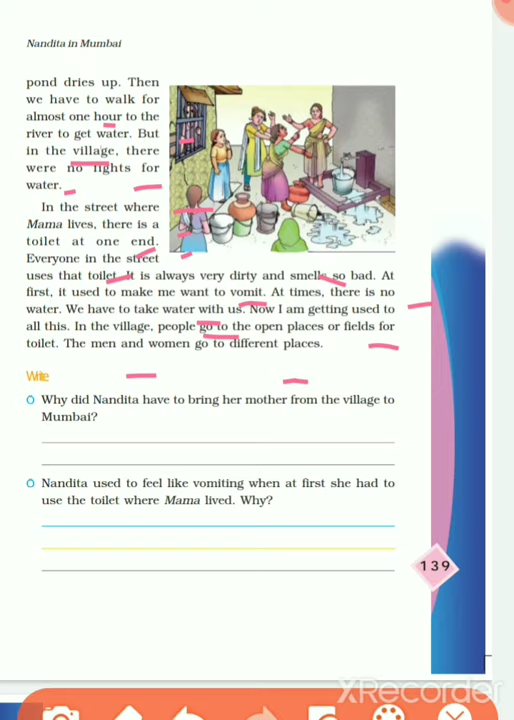 Nandita in Mumbai
pond dries up. Then
we have to walk for
almost one hour to the
river to get water. But
in the village, there
were no fights for
water.
In the street where
Mama lives, there is a
toilet at one end.
Everyone in the street
uses that toilet. It is always very dirty and smells so bad. At
first, it used to make me want to vomit. At times, there is no
water. We have to take water with us. Now I am getting used to
all this. In the village, people go to the open places or fields for
toilet. The men and women go to different places.
Write
O Why did Nandita have to bring her mother from the village to
Mumbai?
O Nandita used to feel like vomiting when at first she had to
use the toilet where Mama lived. Why?
139
XRecorder